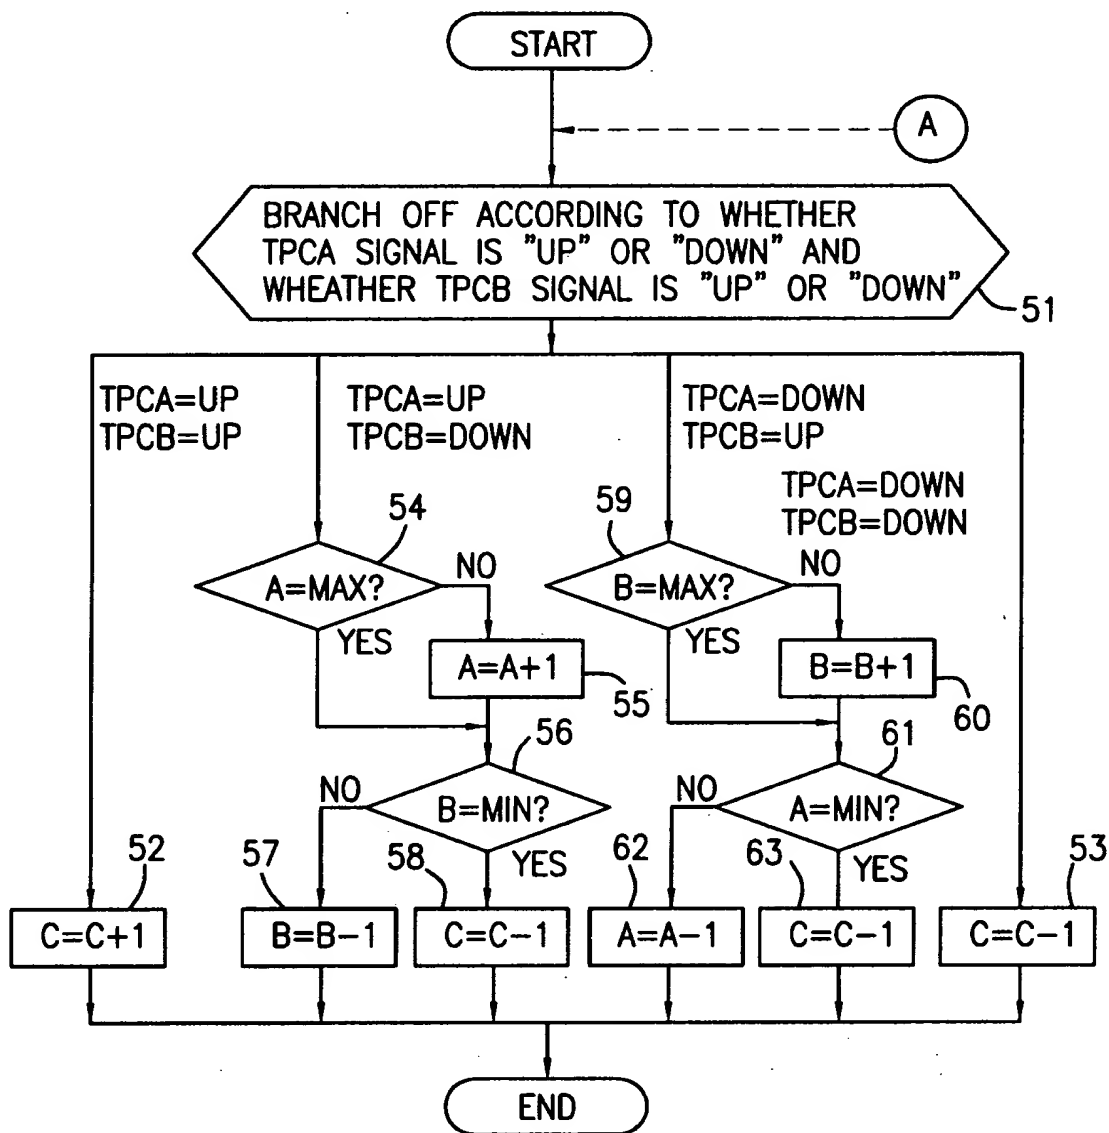 START
A
BRANCH OFF ACCORDING TO WHETHER
TPCA SIGNAL IS "UP" OR "DOWN" AND
WHEATHER TPCB SIGNAL IS "UP" OR "DOWN"
51
TPCA=UP
TPCB=UP
TPCA=UP
TPCB=DOWN
TPCA=DOWN
TPCB=UP
TPCA=DOWN
TPCB=DOWN
54
A=MAX?
NO
YES
A=A+1
55
59
B=MAX?
NO
YES
B=B+1
60
56
B=MIN?
NO
YES
61
A=MIN?
NO
YES
52
C=C+1
57
B=B-1
58
C=C-1
62
A=A-1
63
C=C-1
53
C=C-1
END